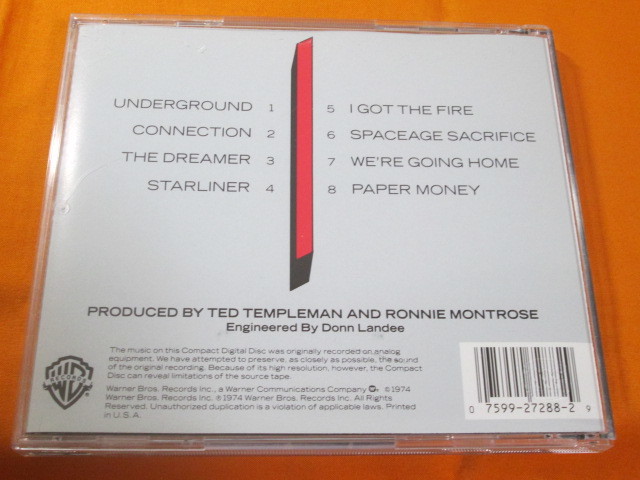 UNDERGROUND 1
CONNECTION 2
THE DREAMER 3
STARLINER 4
5 I GOT THE FIRE
6 SPACEAGE SACRIFICE
7 WE'RE GOING HOME
8 PAPER MONEY
PRODUCED BY TED TEMPLEMAN AND RONNIE MONTROSE
Engineered By Donn Landee
The music on this Compact Digital Disc was originally recorded on analog
equipment. We have attempted to preserve, as closely as possible, the sound
of the original recording. Because of its high resolution, however, the Compact
Disc can reveal limitations of the source tape.
Warner Bros. Records Inc., a Warner Communications Company ©1974
Warner Bros. Records Inc. ℗ 1974 Warner Bros. Records Inc. All Rights
Reserved. Unauthorized duplication is a violation of applicable laws. Printed
in U.S.A.
WB
RECORDS
0 7599-27288-2 9